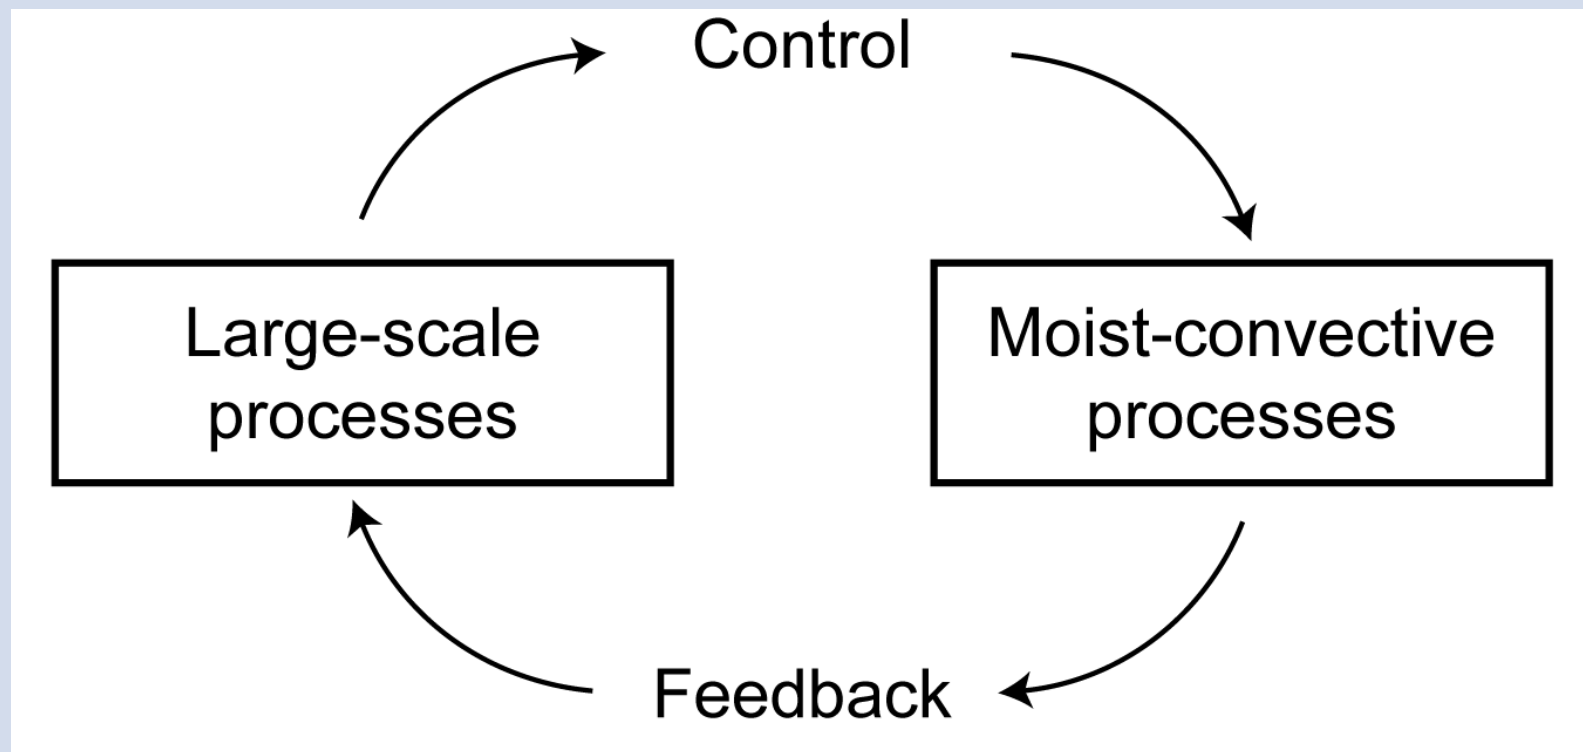 Control
Large-scale
processes
Moist-convective
processes
Feedback